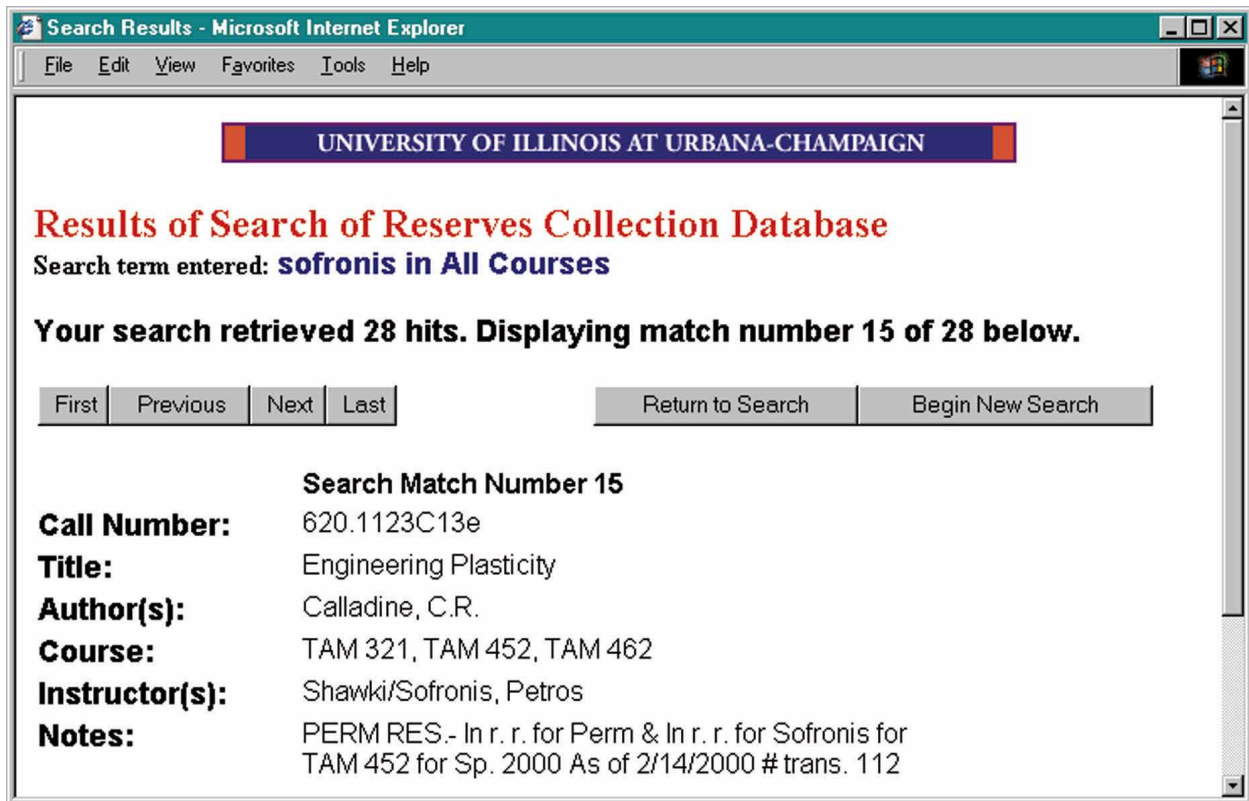 Search Results - Microsoft Internet Explorer
File Edit View Favorites Tools Help
UNIVERSITY OF ILLINOIS AT URBANA-CHAMPAIGN
Results of Search of Reserves Collection Database
Search term entered: sofronis in All Courses
Your search retrieved 28 hits. Displaying match number 15 of 28 below.
First Previous Next Last Return to Search Begin New Search
Search Match Number 15
Call Number: 620.1123C13e
Title: Engineering Plasticity
Author(s): Calladine, C.R.
Course: TAM 321, TAM 452, TAM 462
Instructor(s): Shawki/Sofronis, Petros
Notes: PERM RES.- In r. r. for Perm & In r. r. for Sofronis for
TAM 452 for Sp. 2000 As of 2/14/2000 # trans. 112